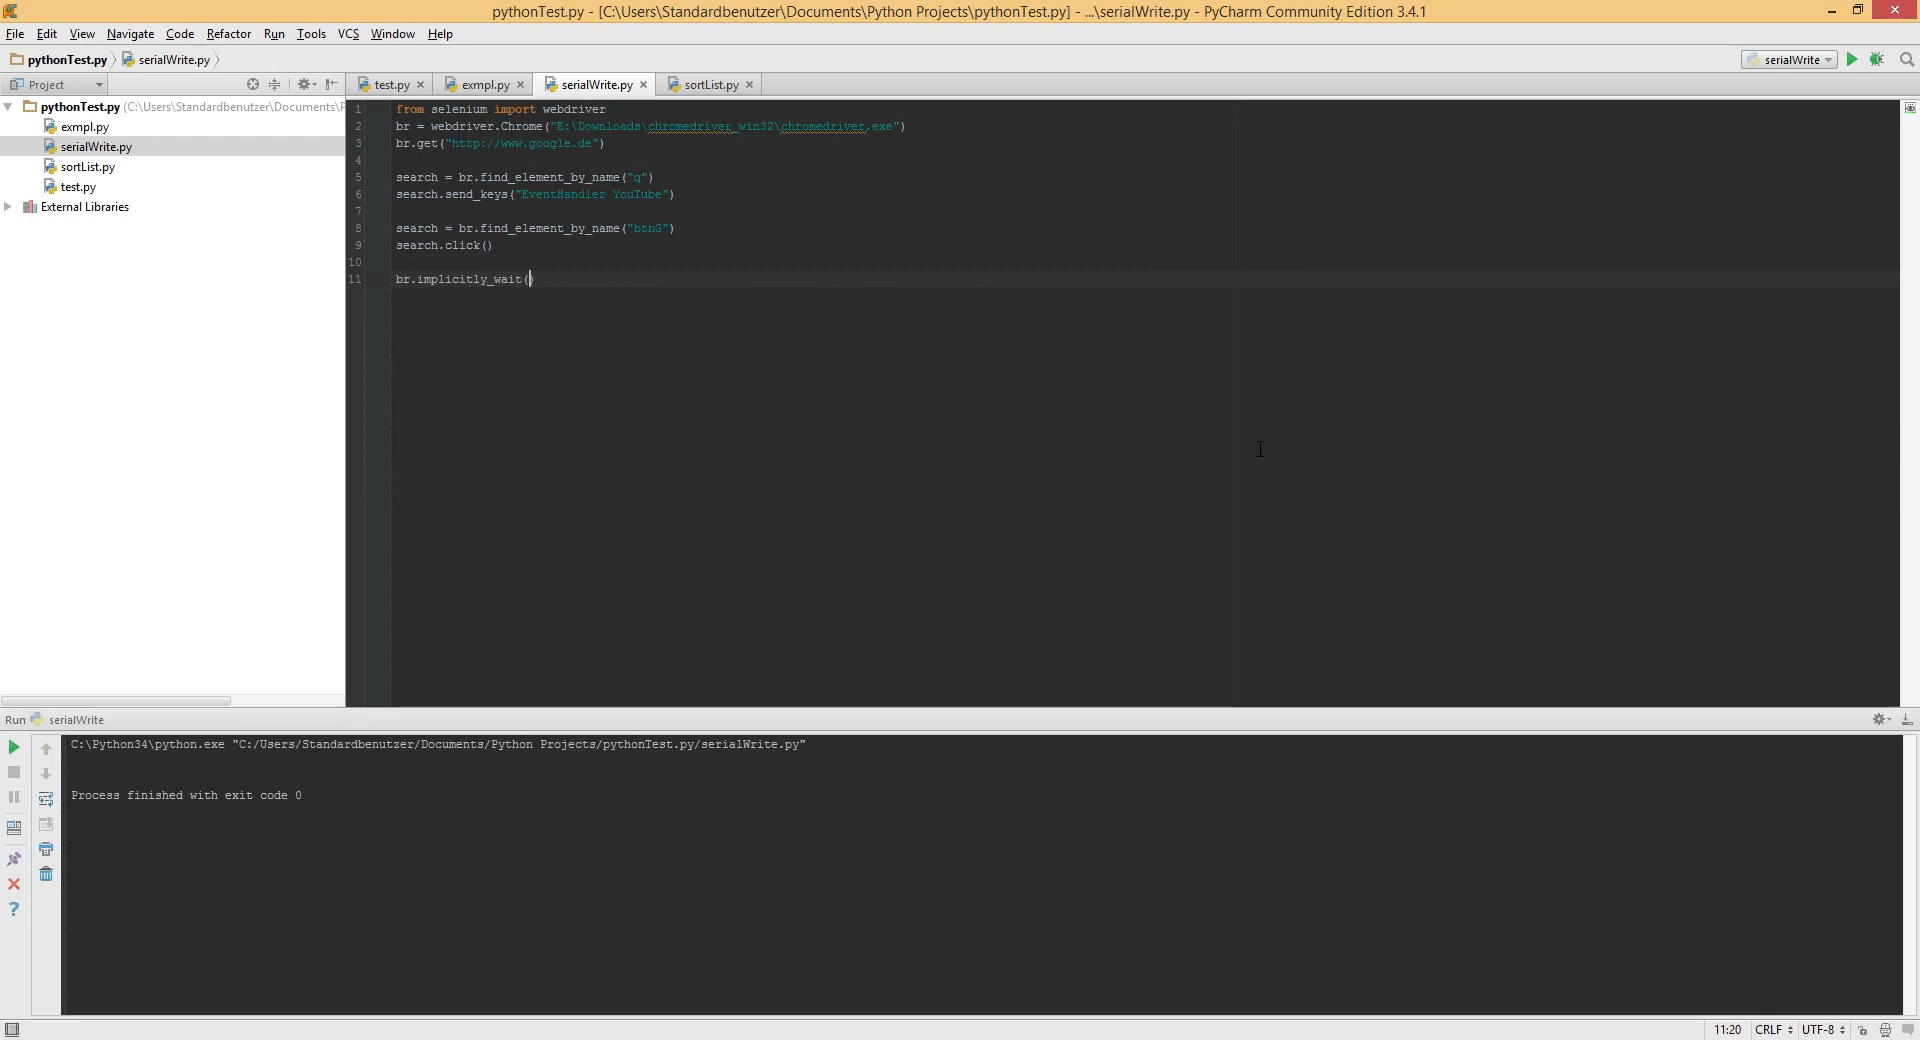 pythonTest.py - [C:\Users\Standardbenutzer\Documents\Python Projects\pythonTest.py] - ...\serialWrite.py - PyCharm Community Edition 3.4.1
File Edit View Navigate Code Refactor Run Tools VCS Window Help
pythonTest.py serialWrite.py serialWrite
Project test.py exmpl.py serialWrite.py sortList.py
pythonTest.py (C:\Users\Standardbenutzer\Documents\P
exmpl.py
serialWrite.py
sortList.py
test.py
External Libraries
1 from selenium import webdriver
2 br = webdriver.Chrome("E:\Downloads\chromedriver_win32\chromedriver.exe")
3 br.get("http://www.google.de")
4
5 search = br.find_element_by_name("q")
6 search.send_keys("EventHandler YouTube")
7
8 search = br.find_element_by_name("btnG")
9 search.click()
10
11 br.implicitly_wait()
Run serialWrite
C:\Python34\python.exe "C:/Users/Standardbenutzer/Documents/Python Projects/pythonTest.py/serialWrite.py"
Process finished with exit code 0
11:20 CRLF UTF-8